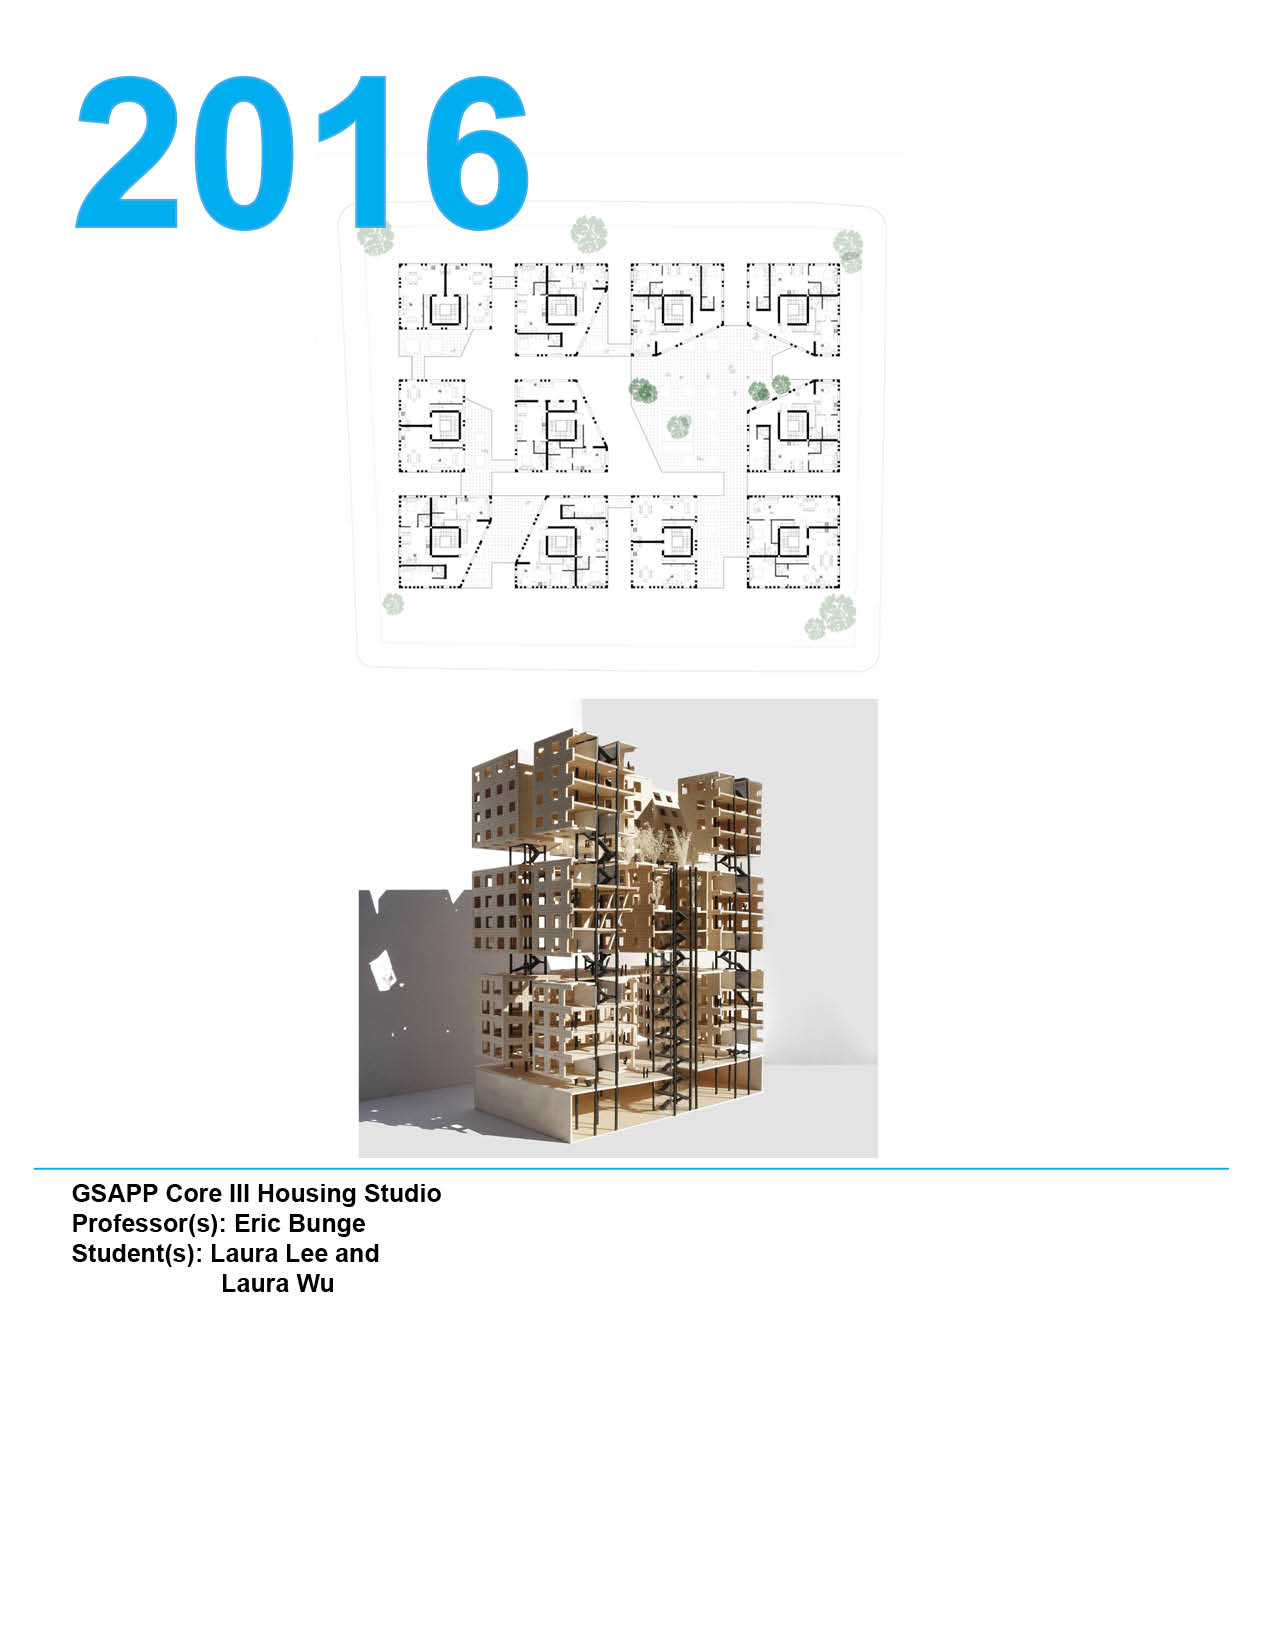 2016
GSAPP Core III Housing Studio
Professor(s): Eric Bunge
Student(s): Laura Lee and
Laura Wu